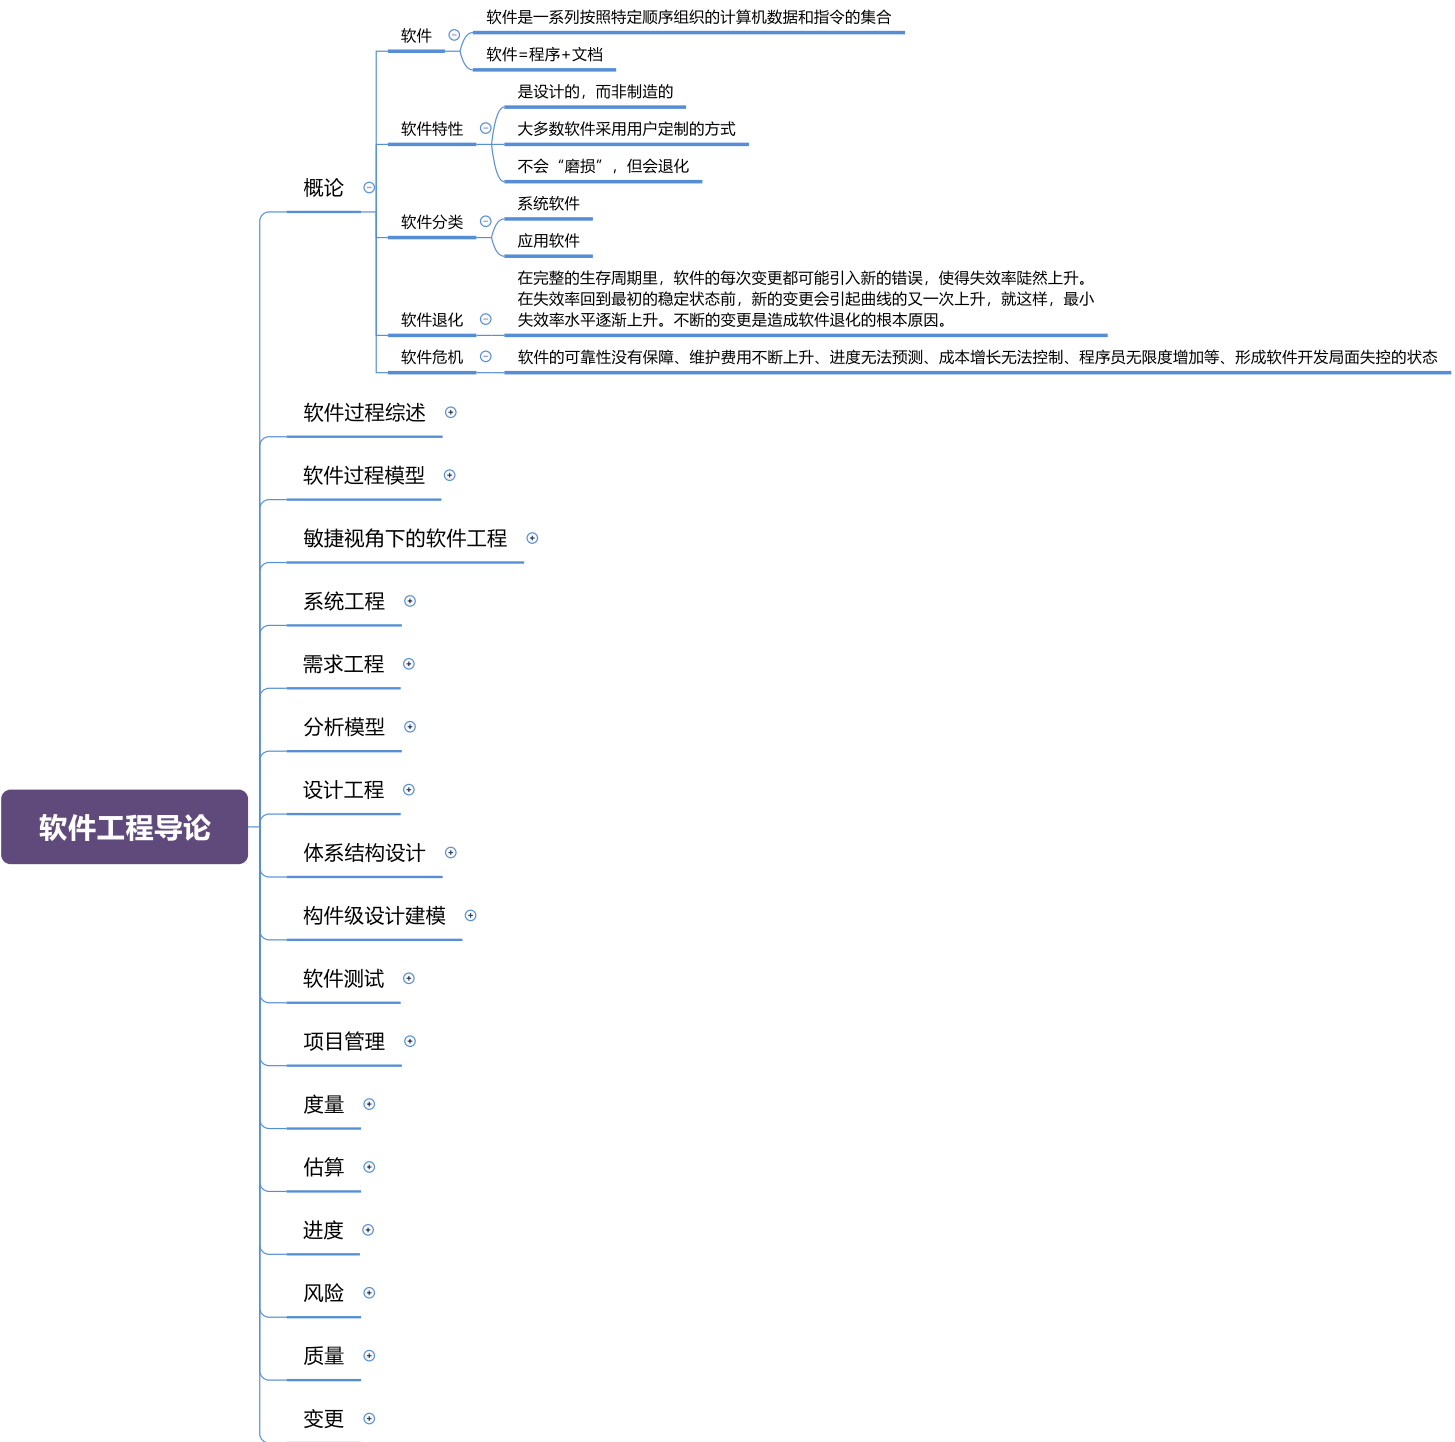 软件是一系列按照特定顺序组织的计算机数据和指令的集合
软件
软件=程序+文档
是设计的，而非制造的
软件特性
大多数软件采用用户定制的方式
不会“磨损”，但会退化
概论
系统软件
软件分类
应用软件
在完整的生存周期里，软件的每次变更都可能引入新的错误，使得失效率陡然上升。
在失效率回到最初的稳定状态前，新的变更会引起曲线的又一次上升，就这样，最小
失效率水平逐渐上升。不断的变更是造成软件退化的根本原因。
软件退化
软件危机
软件的可靠性没有保障、维护费用不断上升、进度无法预测、成本增长无法控制、程序员无限度增加等、形成软件开发局面失控的状态
软件过程综述
软件过程模型
敏捷视角下的软件工程
系统工程
需求工程
分析模型
设计工程
软件工程导论
体系结构设计
构件级设计建模
软件测试
项目管理
度量
估算
进度
风险
质量
变更